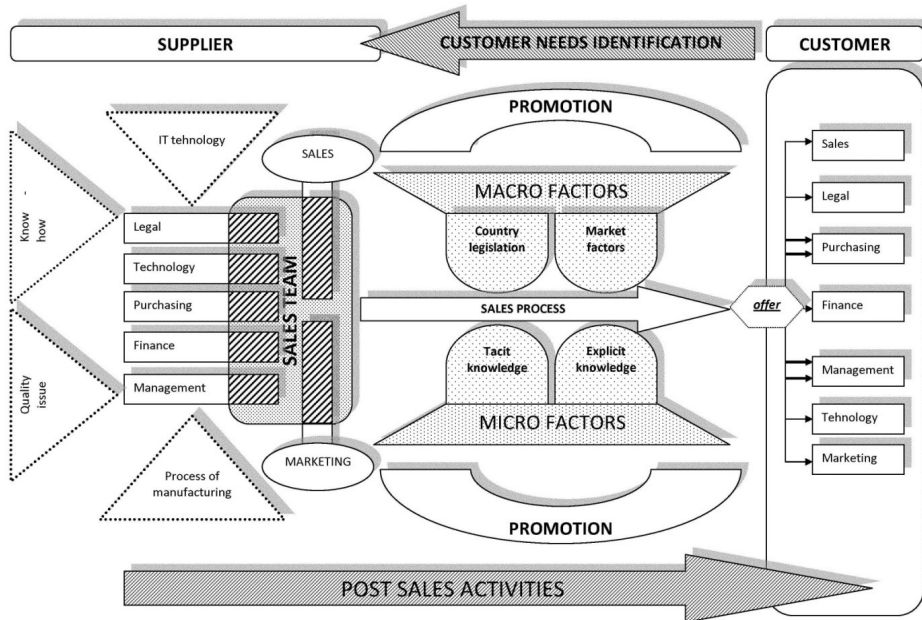 SUPPLIER
CUSTOMER NEEDS IDENTIFICATION
CUSTOMER
PROMOTION
IT tehnology
SALES
Know -
how
MACRO FACTORS
Country
legislation
Market
factors
Legal
Technology
Purchasing
Finance
Management
SALES TEAM
SALES PROCESS
offer
Sales
Legal
Purchasing
Finance
Management
Tehnology
Marketing
Quality
issue
Tacit
knowledge
Explicit
knowledge
MICRO FACTORS
MARKETING
Process of
manufacturing
PROMOTION
POST SALES ACTIVITIES